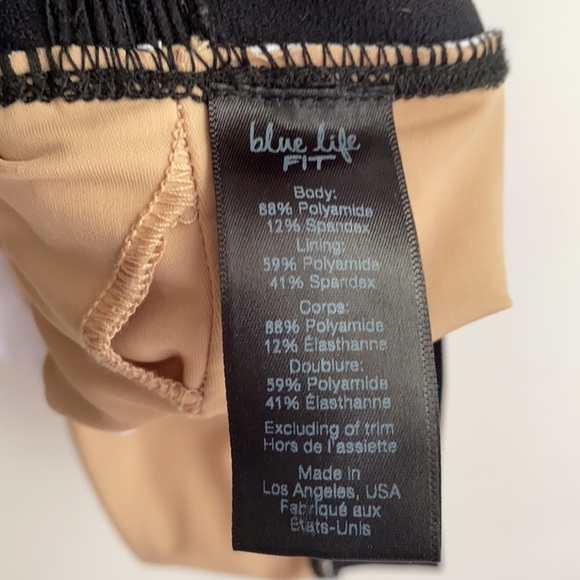 blue life
FIT
Body:
88% Polyamide
12% Spandex
Lining:
59% Polyamide
41% Spandex
Corps:
88% Polyamide
12% Élasthanne
Doublure:
59% Polyamide
41% Élasthanne
Excluding of trim
Hors de l'assiette
Made in
Los Angeles, USA
Fabriqué aux
États-Unis